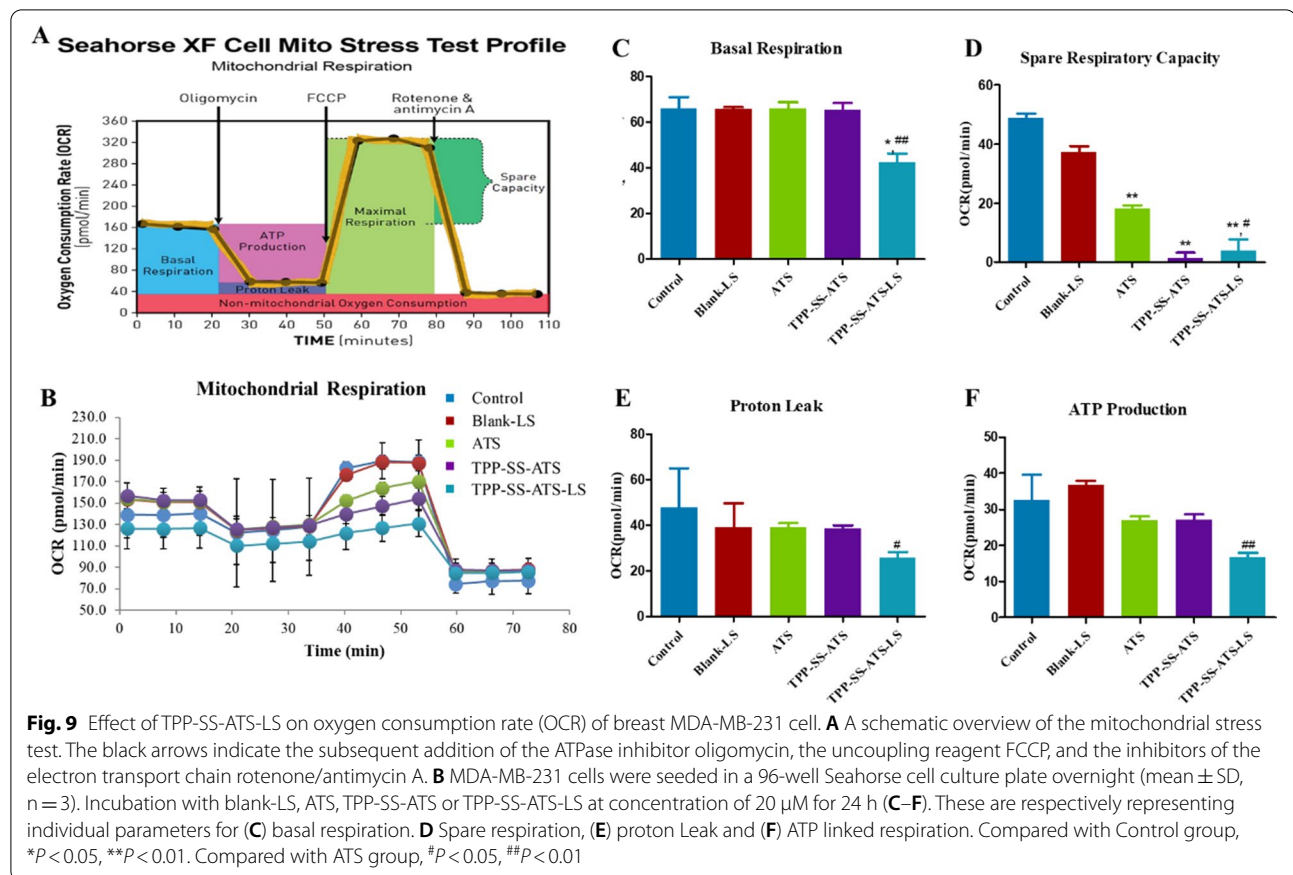 A
Seahorse XF Cell Mito Stress Test Profile
Mitochondrial Respiration
Oligomycin
FCCP
Rotenone &
antimycin A
Oxygen Consumption Rate (OCR)
(pmol/min)
360
320
280
240
200
160
120
80
40
0
Basal
Respiration
ATP
Production
Proton Leak
Maximal
Respiration
Spare
Capacity
Non-mitochondrial Oxygen Consumption
0 10 20 30 40 50 60 70 80 90 100 110
TIME (minutes)
B
Mitochondrial Respiration
OCR (pmol/min)
230.0
210.0
190.0
170.0
150.0
130.0
110.0
90.0
70.0
50.0
0 10 20 30 40 50 60 70 80
Time (min)
Control
Blank-LS
ATS
TPP-SS-ATS
TPP-SS-ATS-LS
C
Basal Respiration
OCR(pmol/min)
80
60
40
20
0
*, ##
Control
Blank-LS
ATS
TPP-SS-ATS
TPP-SS-ATS-LS
D
Spare Respiratory Capacity
OCR(pmol/min)
60
40
20
0
**
**
**, #
Control
Blank-LS
ATS
TPP-SS-ATS
TPP-SS-ATS-LS
E
Proton Leak
OCR(pmol/min)
80
60
40
20
0
#
Control
Blank-LS
ATS
TPP-SS-ATS
TPP-SS-ATS-LS
F
ATP Production
OCR(pmol/min)
50
40
30
20
10
0
##
Control
Blank-LS
ATS
TPP-SS-ATS
TPP-SS-ATS-LS
Fig. 9 Effect of TPP-SS-ATS-LS on oxygen consumption rate (OCR) of breast MDA-MB-231 cell. A A schematic overview of the mitochondrial stress
test. The black arrows indicate the subsequent addition of the ATPase inhibitor oligomycin, the uncoupling reagent FCCP, and the inhibitors of the
electron transport chain rotenone/antimycin A. B MDA-MB-231 cells were seeded in a 96-well Seahorse cell culture plate overnight (mean ± SD,
n = 3). Incubation with blank-LS, ATS, TPP-SS-ATS or TPP-SS-ATS-LS at concentration of 20 μM for 24 h (C–F). These are respectively representing
individual parameters for (C) basal respiration. D Spare respiration, (E) proton Leak and (F) ATP linked respiration. Compared with Control group,
*P < 0.05, **P < 0.01. Compared with ATS group, #P < 0.05, ##P < 0.01